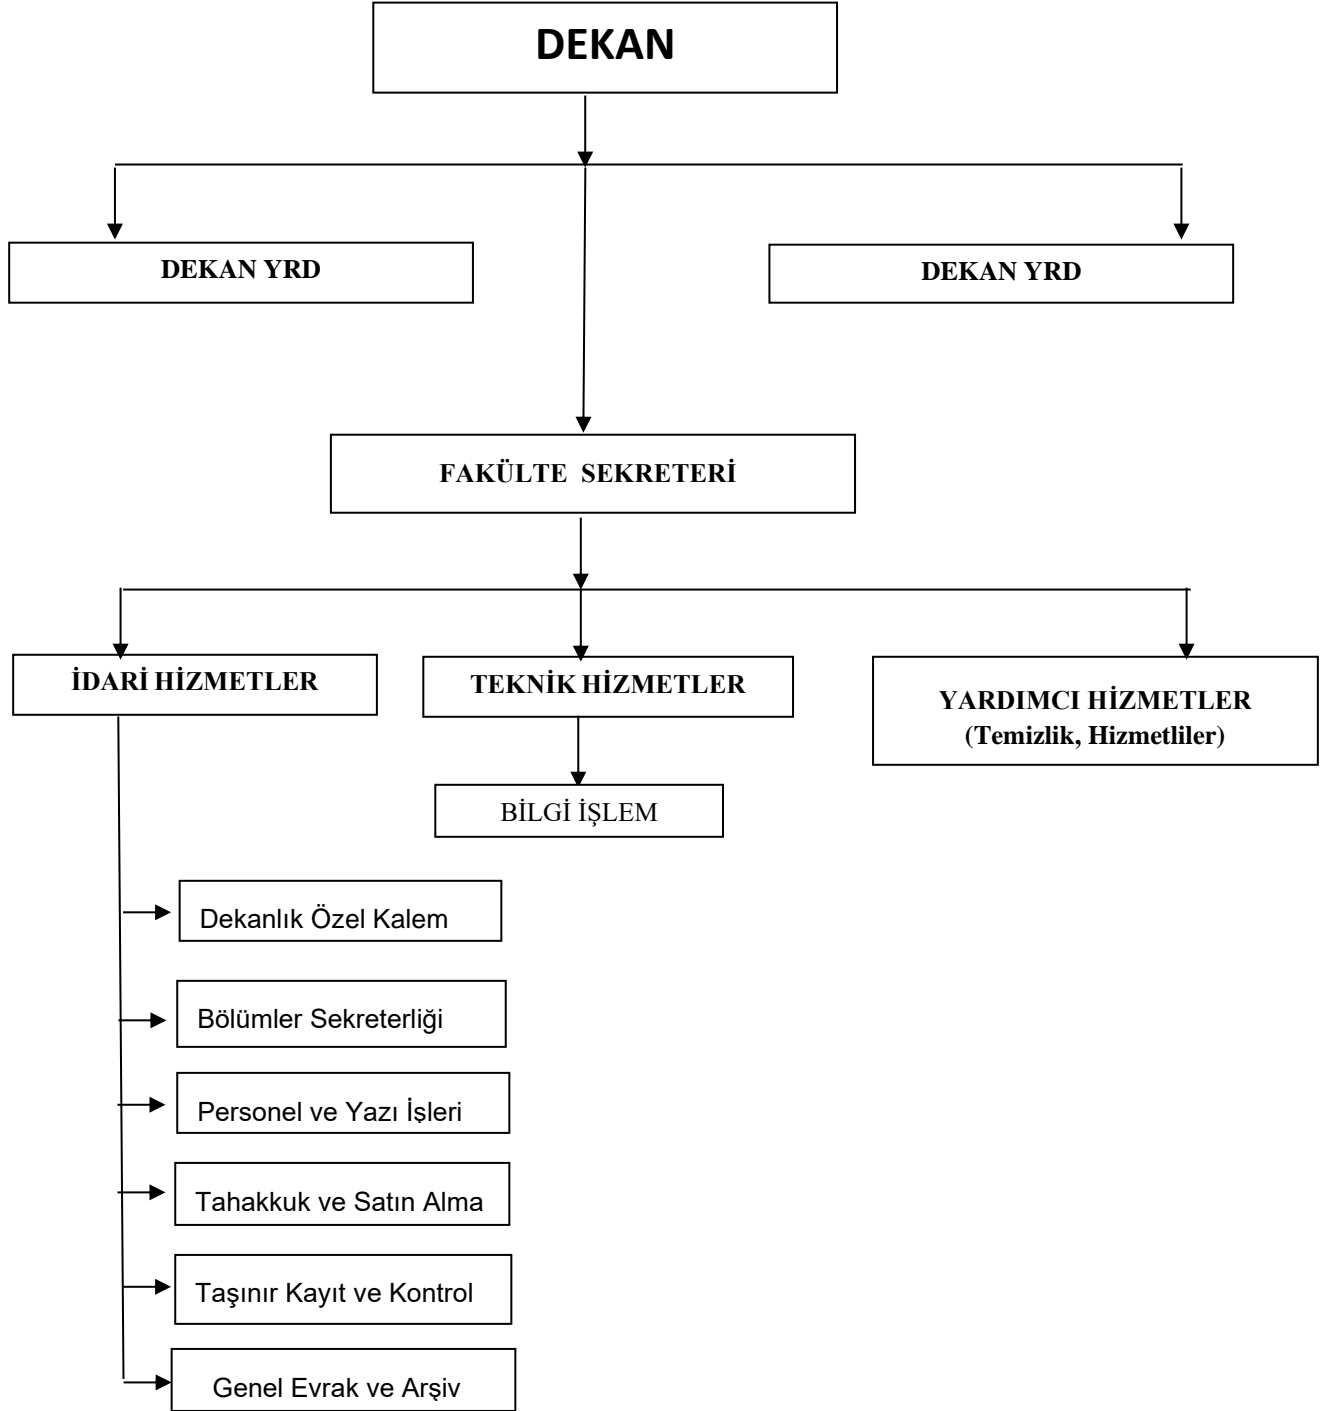 DEKAN
DEKAN YRD
DEKAN YRD
FAKÜLTE SEKRETERİ
İDARİ HİZMETLER
TEKNİK HİZMETLER
YARDIMCI HİZMETLER
(Temizlik, Hizmetliler)
BİLGİ İŞLEM
Dekanlık Özel Kalem
Bölümler Sekreterliği
Personel ve Yazı İşleri
Tahakkuk ve Satın Alma
Taşınır Kayıt ve Kontrol
Genel Evrak ve Arşiv